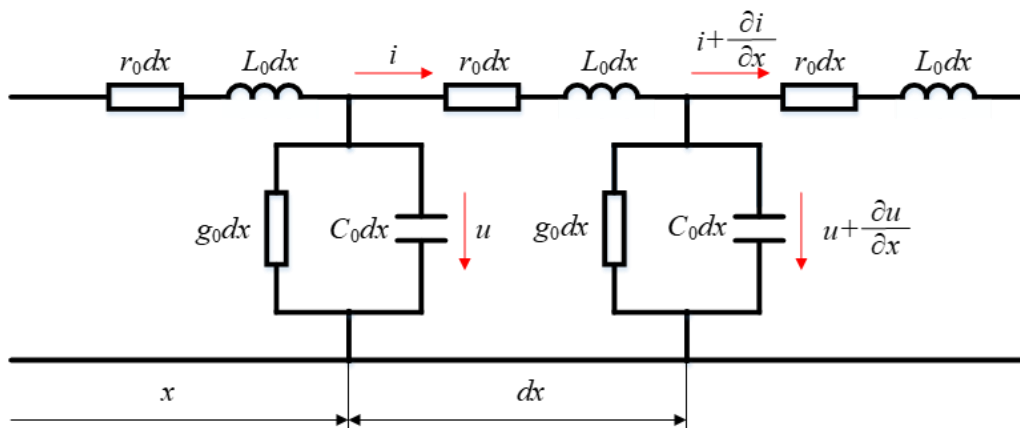 r₀dx L₀dx i r₀dx L₀dx i+∂i/∂x r₀dx L₀dx
g₀dx C₀dx u g₀dx C₀dx u+∂u/∂x
x dx